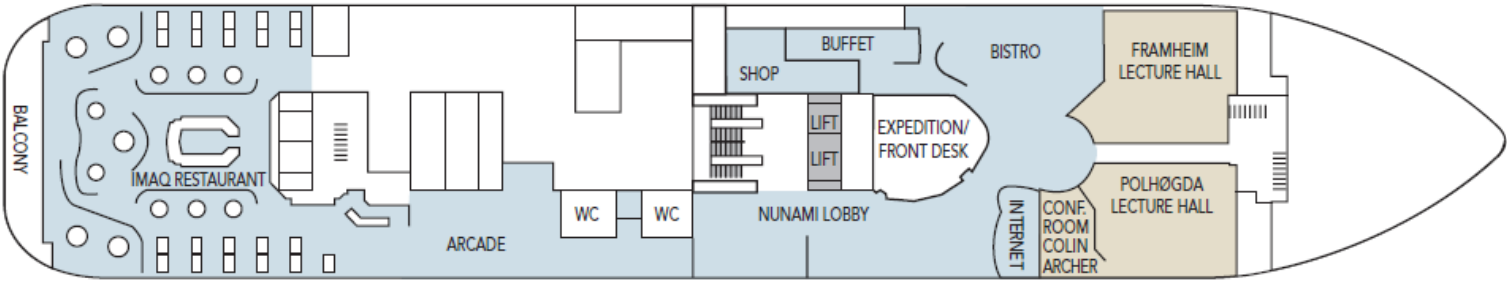 BALCONY
IMAQ RESTAURANT
ARCADE
WC
WC
SHOP
BUFFET
LIFT
LIFT
EXPEDITION/
FRONT DESK
NUNAMI LOBBY
BISTRO
INTERNET
CONF.
ROOM
COLIN
ARCHER
FRAMHEIM
LECTURE HALL
POLHØGDA
LECTURE HALL